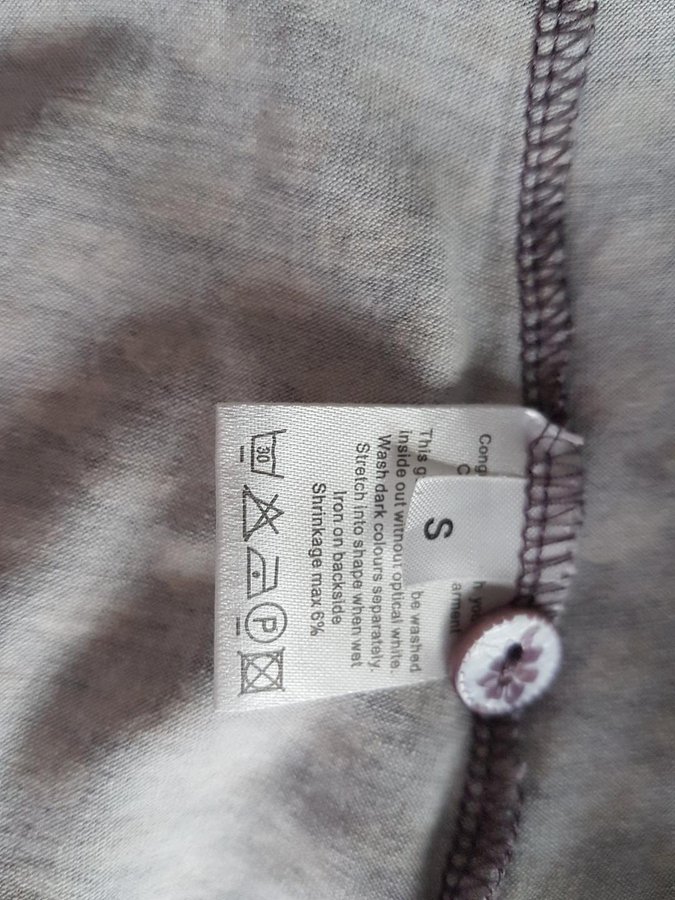 S
This be washed
inside out without optical white.
Wash dark colours separately.
Stretch into shape when wet
Iron on backside
Shrinkage max 6%
30 P